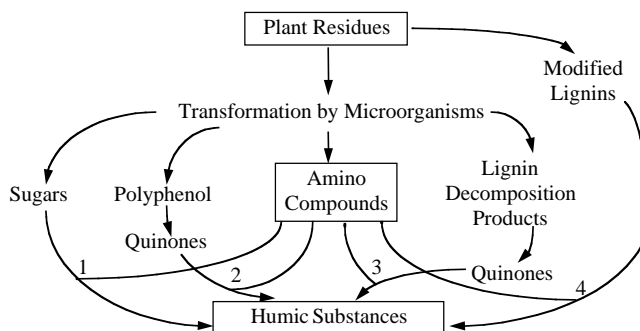 Plant Residues
Modified
Lignins
Transformation by Microorganisms
Sugars
Polyphenol
Quinones
Amino
Compounds
Lignin
Decomposition
Products
Quinones
1
2
3
4
Humic Substances